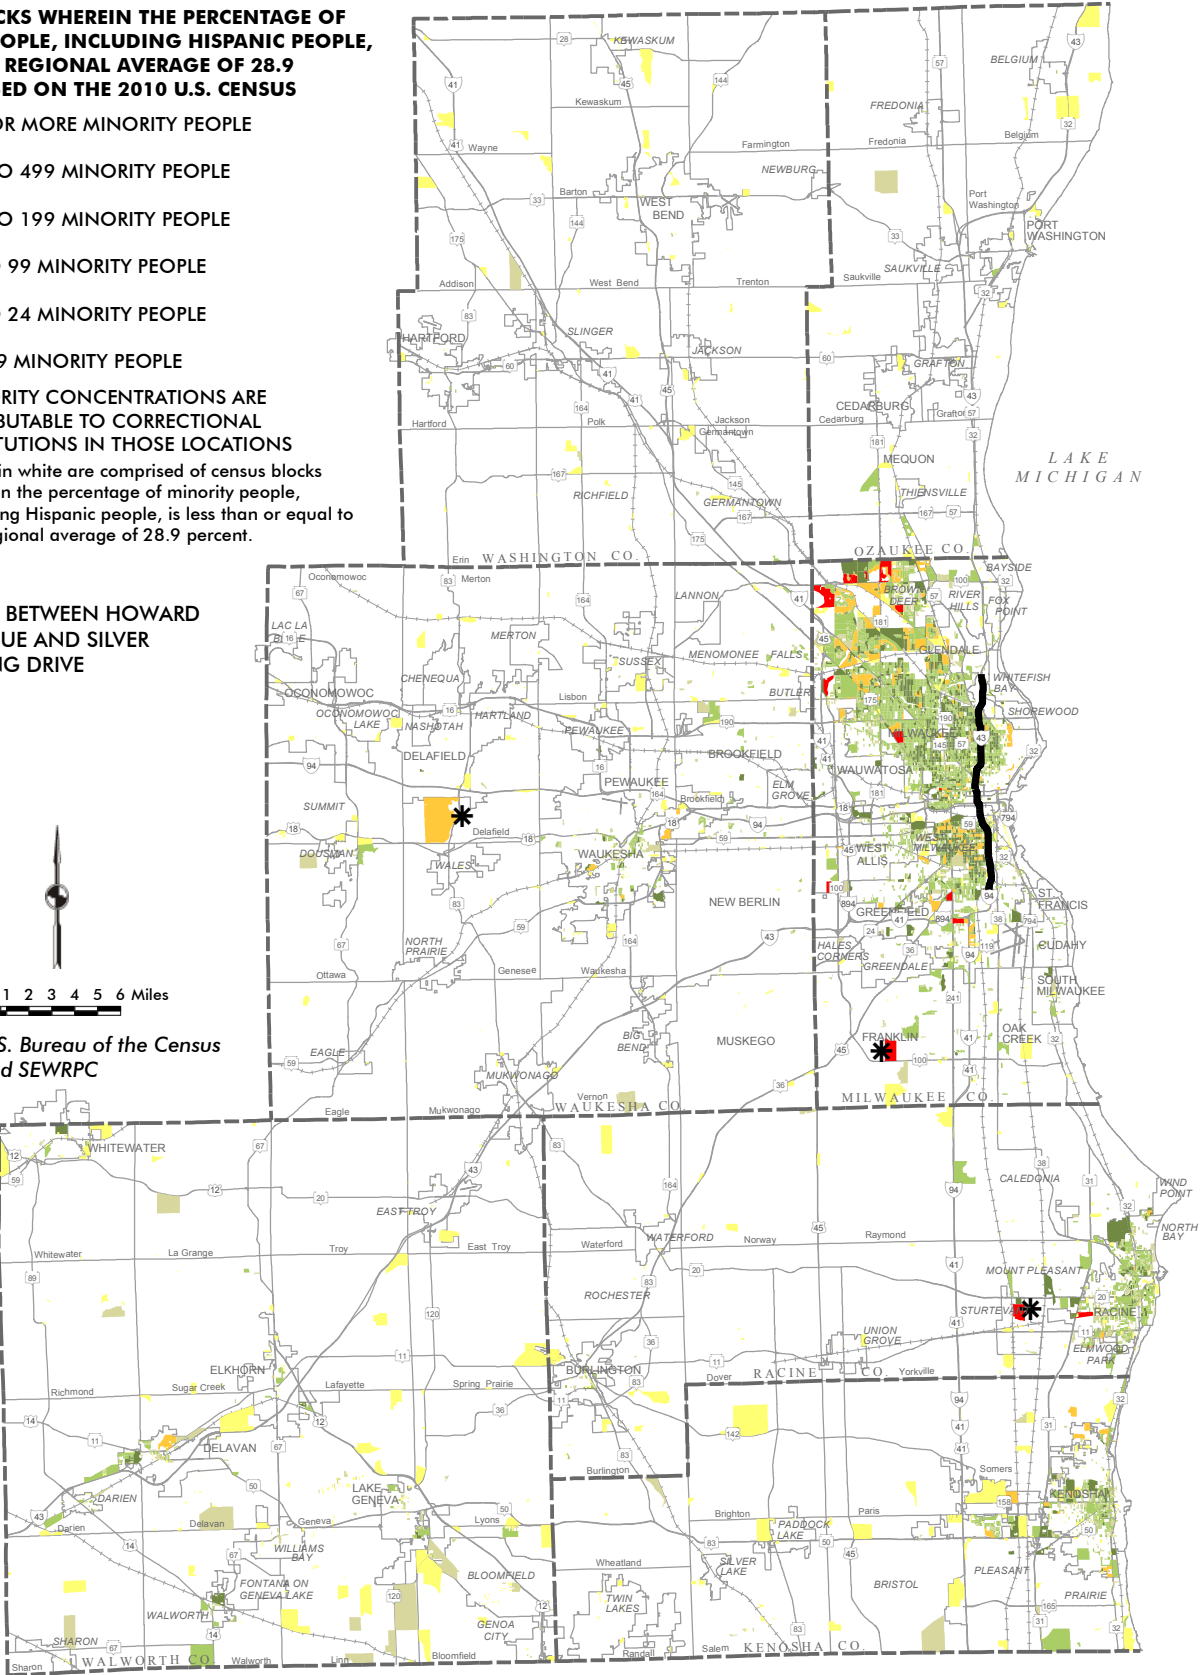 CKS WHEREIN THE PERCENTAGE OF
EOPLE, INCLUDING HISPANIC PEOPLE,
REGIONAL AVERAGE OF 28.9
ED ON THE 2010 U.S. CENSUS
OR MORE MINORITY PEOPLE
O 499 MINORITY PEOPLE
O 199 MINORITY PEOPLE
99 MINORITY PEOPLE
24 MINORITY PEOPLE
9 MINORITY PEOPLE
RITY CONCENTRATIONS ARE
BUTABLE TO CORRECTIONAL
TUTIONS IN THOSE LOCATIONS
in white are comprised of census blocks
n the percentage of minority people,
ng Hispanic people, is less than or equal to
gional average of 28.9 percent.
BETWEEN HOWARD
UE AND SILVER
NG DRIVE
1 2 3 4 5 6 Miles
S. Bureau of the Census
d SEWRPC
KEWASKUM
Kewaskum
Wayne
Barton
Farmington
NEWBURG
WEST
BEND
Addison
West Bend
Trenton
HARTFORD
SLINGER
JACKSON
Hartford
Polk
Jackson
Germantown
RICHFIELD
GERMANTOWN
Erin
WASHINGTON CO.
BELGIUM
FREDONIA
Fredonia
Belgium
Port
Washington
PORT
WASHINGTON
SAUKVILLE
Saukville
GRAFTON
CEDARBURG
Cedarburg
Grafton
MEQUON
THIENSVILLE
OZAUKEE CO.
LAKE
MICHIGAN
Oconomowoc
Merton
LAC LA
LANNON
MERTON
MENOMONEE FALLS
SUSSEX
CHENEQUA
OCONOMOWOC
Lisbon
BUTLER
OCONOMOWOC
LAKE
NASHOTAH
HARTLAND
PEWAUKEE
DELAFIELD
BROOKFIELD
PEWAUKEE
ELM
GROVE
Brookfield
SUMMIT
Delafield
DOUSMAN
WALES
WAUKESHA
NEW BERLIN
NORTH
PRAIRIE
Ottawa
Genesee
Waukesha
BIG
BEND
MUSKEGO
EAGLE
MUKWONAGO
Eagle
Mukwonago
Vernon
WAUKESHA CO.
BAYSIDE
BROWN
DEER
RIVER
HILLS
FOX
POINT
GLENDALE
WHITEFISH
BAY
SHOREWOOD
MILWAUKEE
WAUWATOSA
WEST
MILWAUKEE
WEST
ALLIS
ST.
FRANCIS
GREENFIELD
CUDAHY
HALES
CORNERS
GREENDALE
SOUTH
MILWAUKEE
FRANKLIN
OAK
CREEK
MILWAUKEE CO.
WHITEWATER
EAST TROY
Whitewater
La Grange
Troy
East Troy
ELKHORN
Richmond
Sugar Creek
Lafayette
Spring Prairie
DELAVAN
DARIEN
LAKE
GENEVA
Darien
Delavan
Geneva
Lyons
WILLIAMS
BAY
FONTANA ON
GENEVA LAKE
BLOOMFIELD
WALWORTH
GENOA
CITY
SHARON
Sharon
WALWORTH CO.
Walworth
Linn
Bloomfield
CALEDONIA
WIND
POINT
NORTH
BAY
WATERFORD
Waterford
Norway
Raymond
MOUNT PLEASANT
ROCHESTER
STURTEVA
RACINE
UNION
GROVE
ELMWOOD
PARK
BURLINGTON
Dover
RACINE CO.
Yorkville
Burlington
Somers
KENOSHA
Brighton
Paris
PADDOCK
LAKE
Wheatland
SILVER
LAKE
BRISTOL
PLEASANT
PRAIRIE
TWIN
LAKES
Randall
Salem
KENOSHA CO.